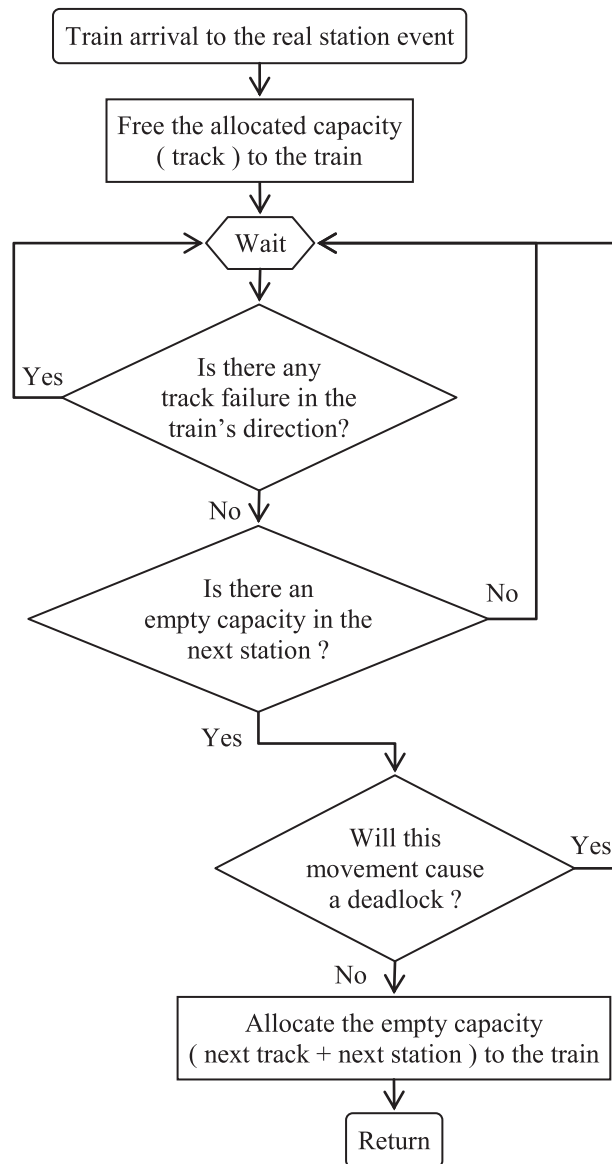 Train arrival to the real station event
Free the allocated capacity
( track ) to the train
Wait
Yes
Is there any
track failure in the
train's direction?
No
Is there an
empty capacity in the
next station ?
No
Yes
Will this
movement cause
a deadlock ?
Yes
No
Allocate the empty capacity
( next track + next station ) to the train
Return